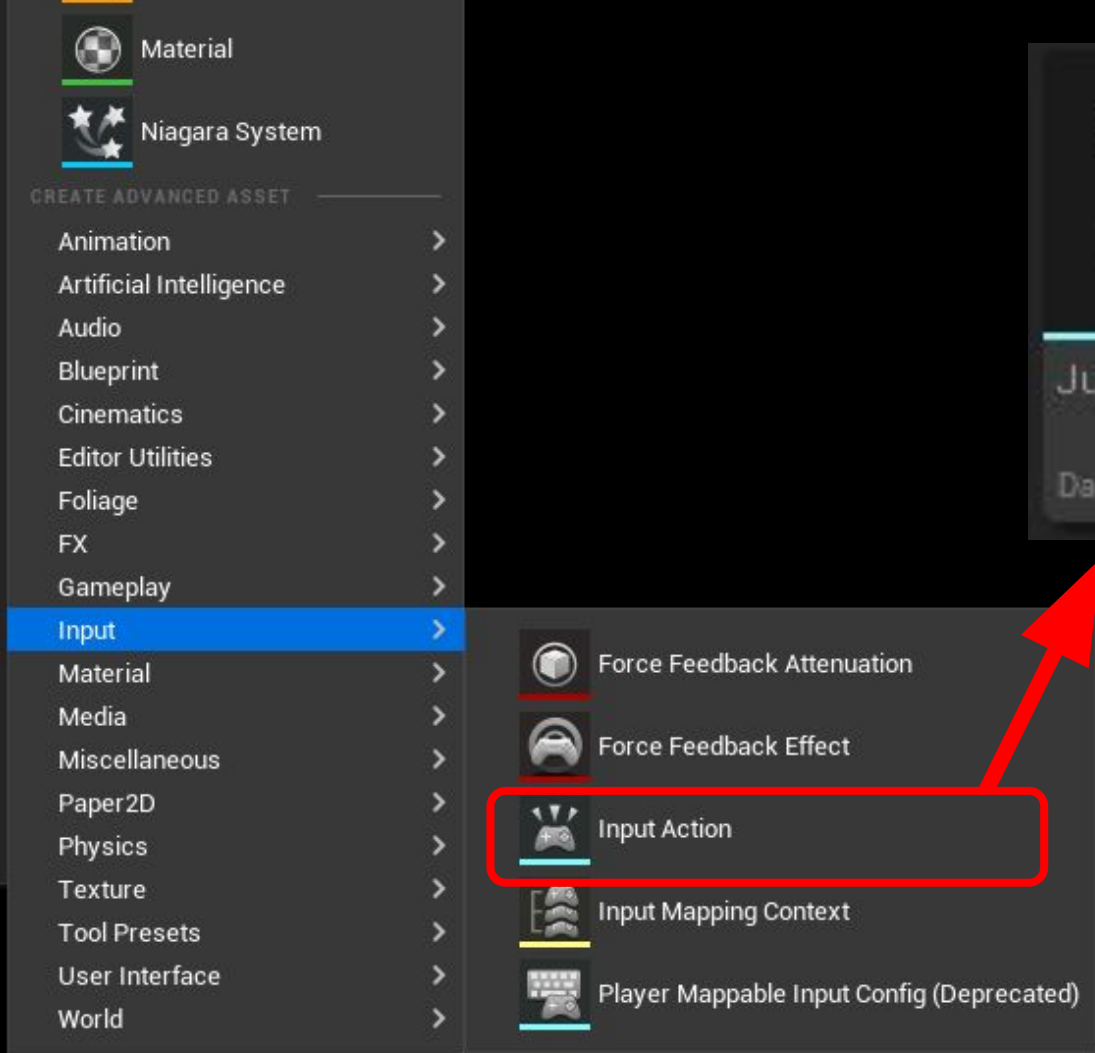 Material
Niagara System
CREATE ADVANCED ASSET
Animation
Artificial Intelligence
Audio
Blueprint
Cinematics
Editor Utilities
Foliage
FX
Gameplay
Input
Material
Media
Miscellaneous
Paper2D
Physics
Texture
Tool Presets
User Interface
World
Force Feedback Attenuation
Force Feedback Effect
Input Action
Input Mapping Context
Player Mappable Input Config (Deprecated)
Ju
Da